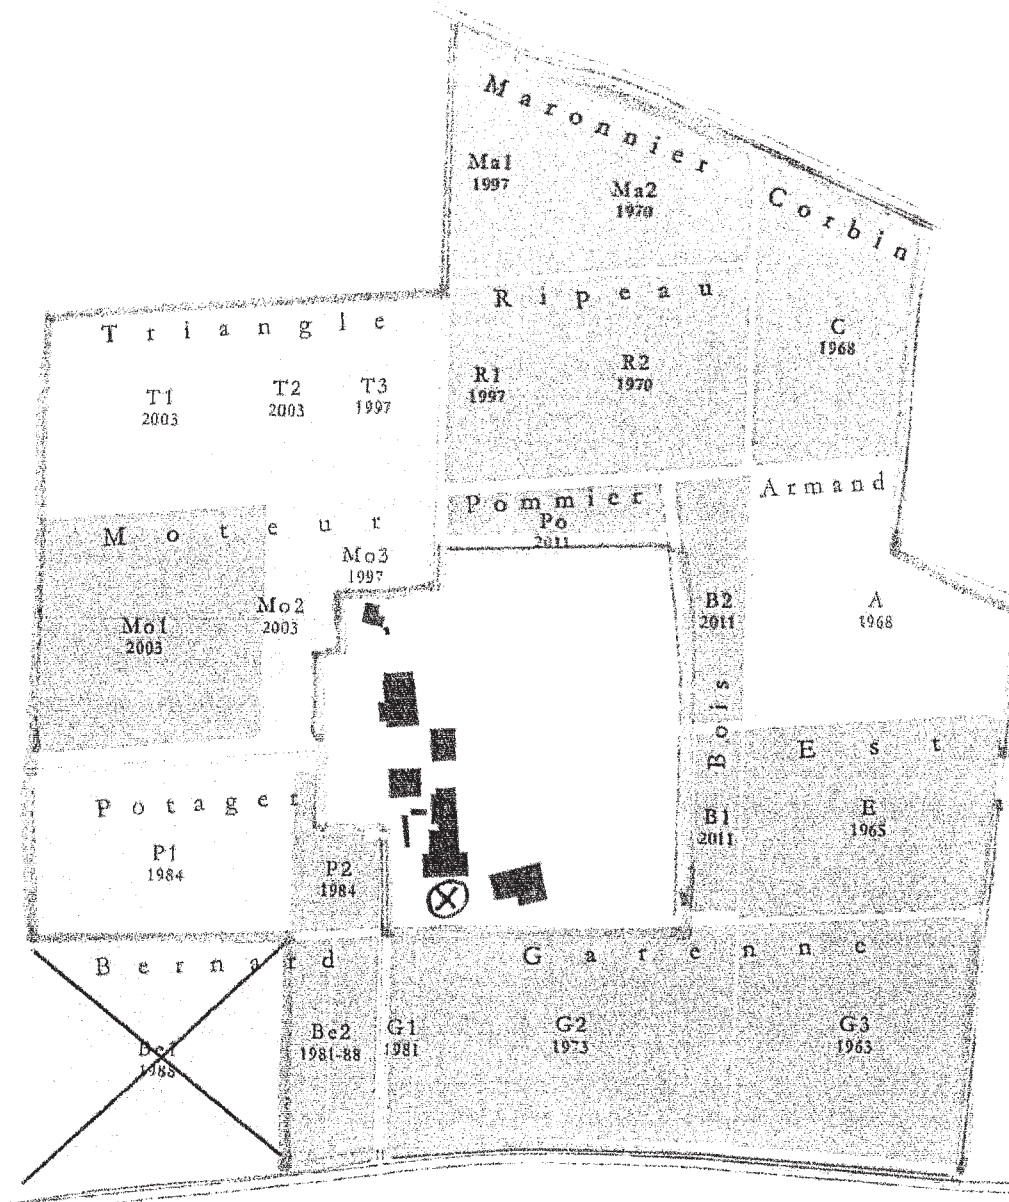 Maronnier
Ma1
1997
Ma2
1970
Corbin
Ripeau
C
1968
Triangle
R1
1997
R2
1970
T1
2003
T2
2003
T3
1997
Armand
Pommier
Po
2011
Moteur
Mo3
1997
Mo1
2003
Mo2
2003
B2
2011
A
1968
Bois
Est
Potager
B1
2011
E
1965
P1
1984
P2
1984
Bernard
Garenne
Be1
1988
Be2
1981-88
G1
1981
G2
1973
G3
1963